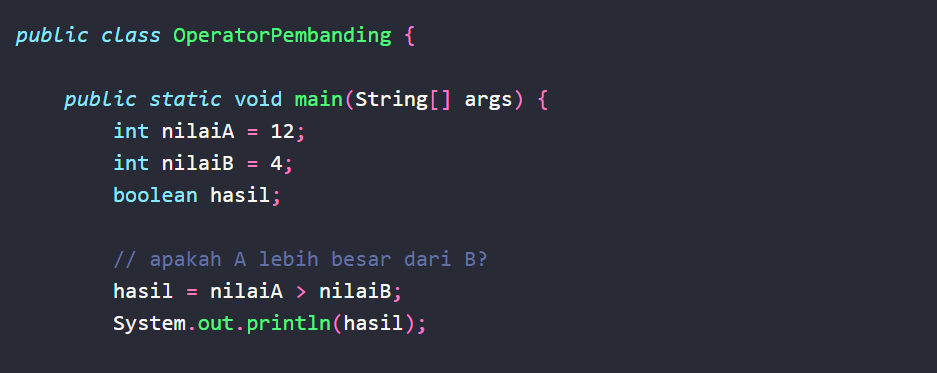 public class OperatorPembanding {
public static void main(String[] args) {
int nilaiA = 12;
int nilaiB = 4;
boolean hasil;
// apakah A lebih besar dari B?
hasil = nilaiA > nilaiB;
System.out.println(hasil);